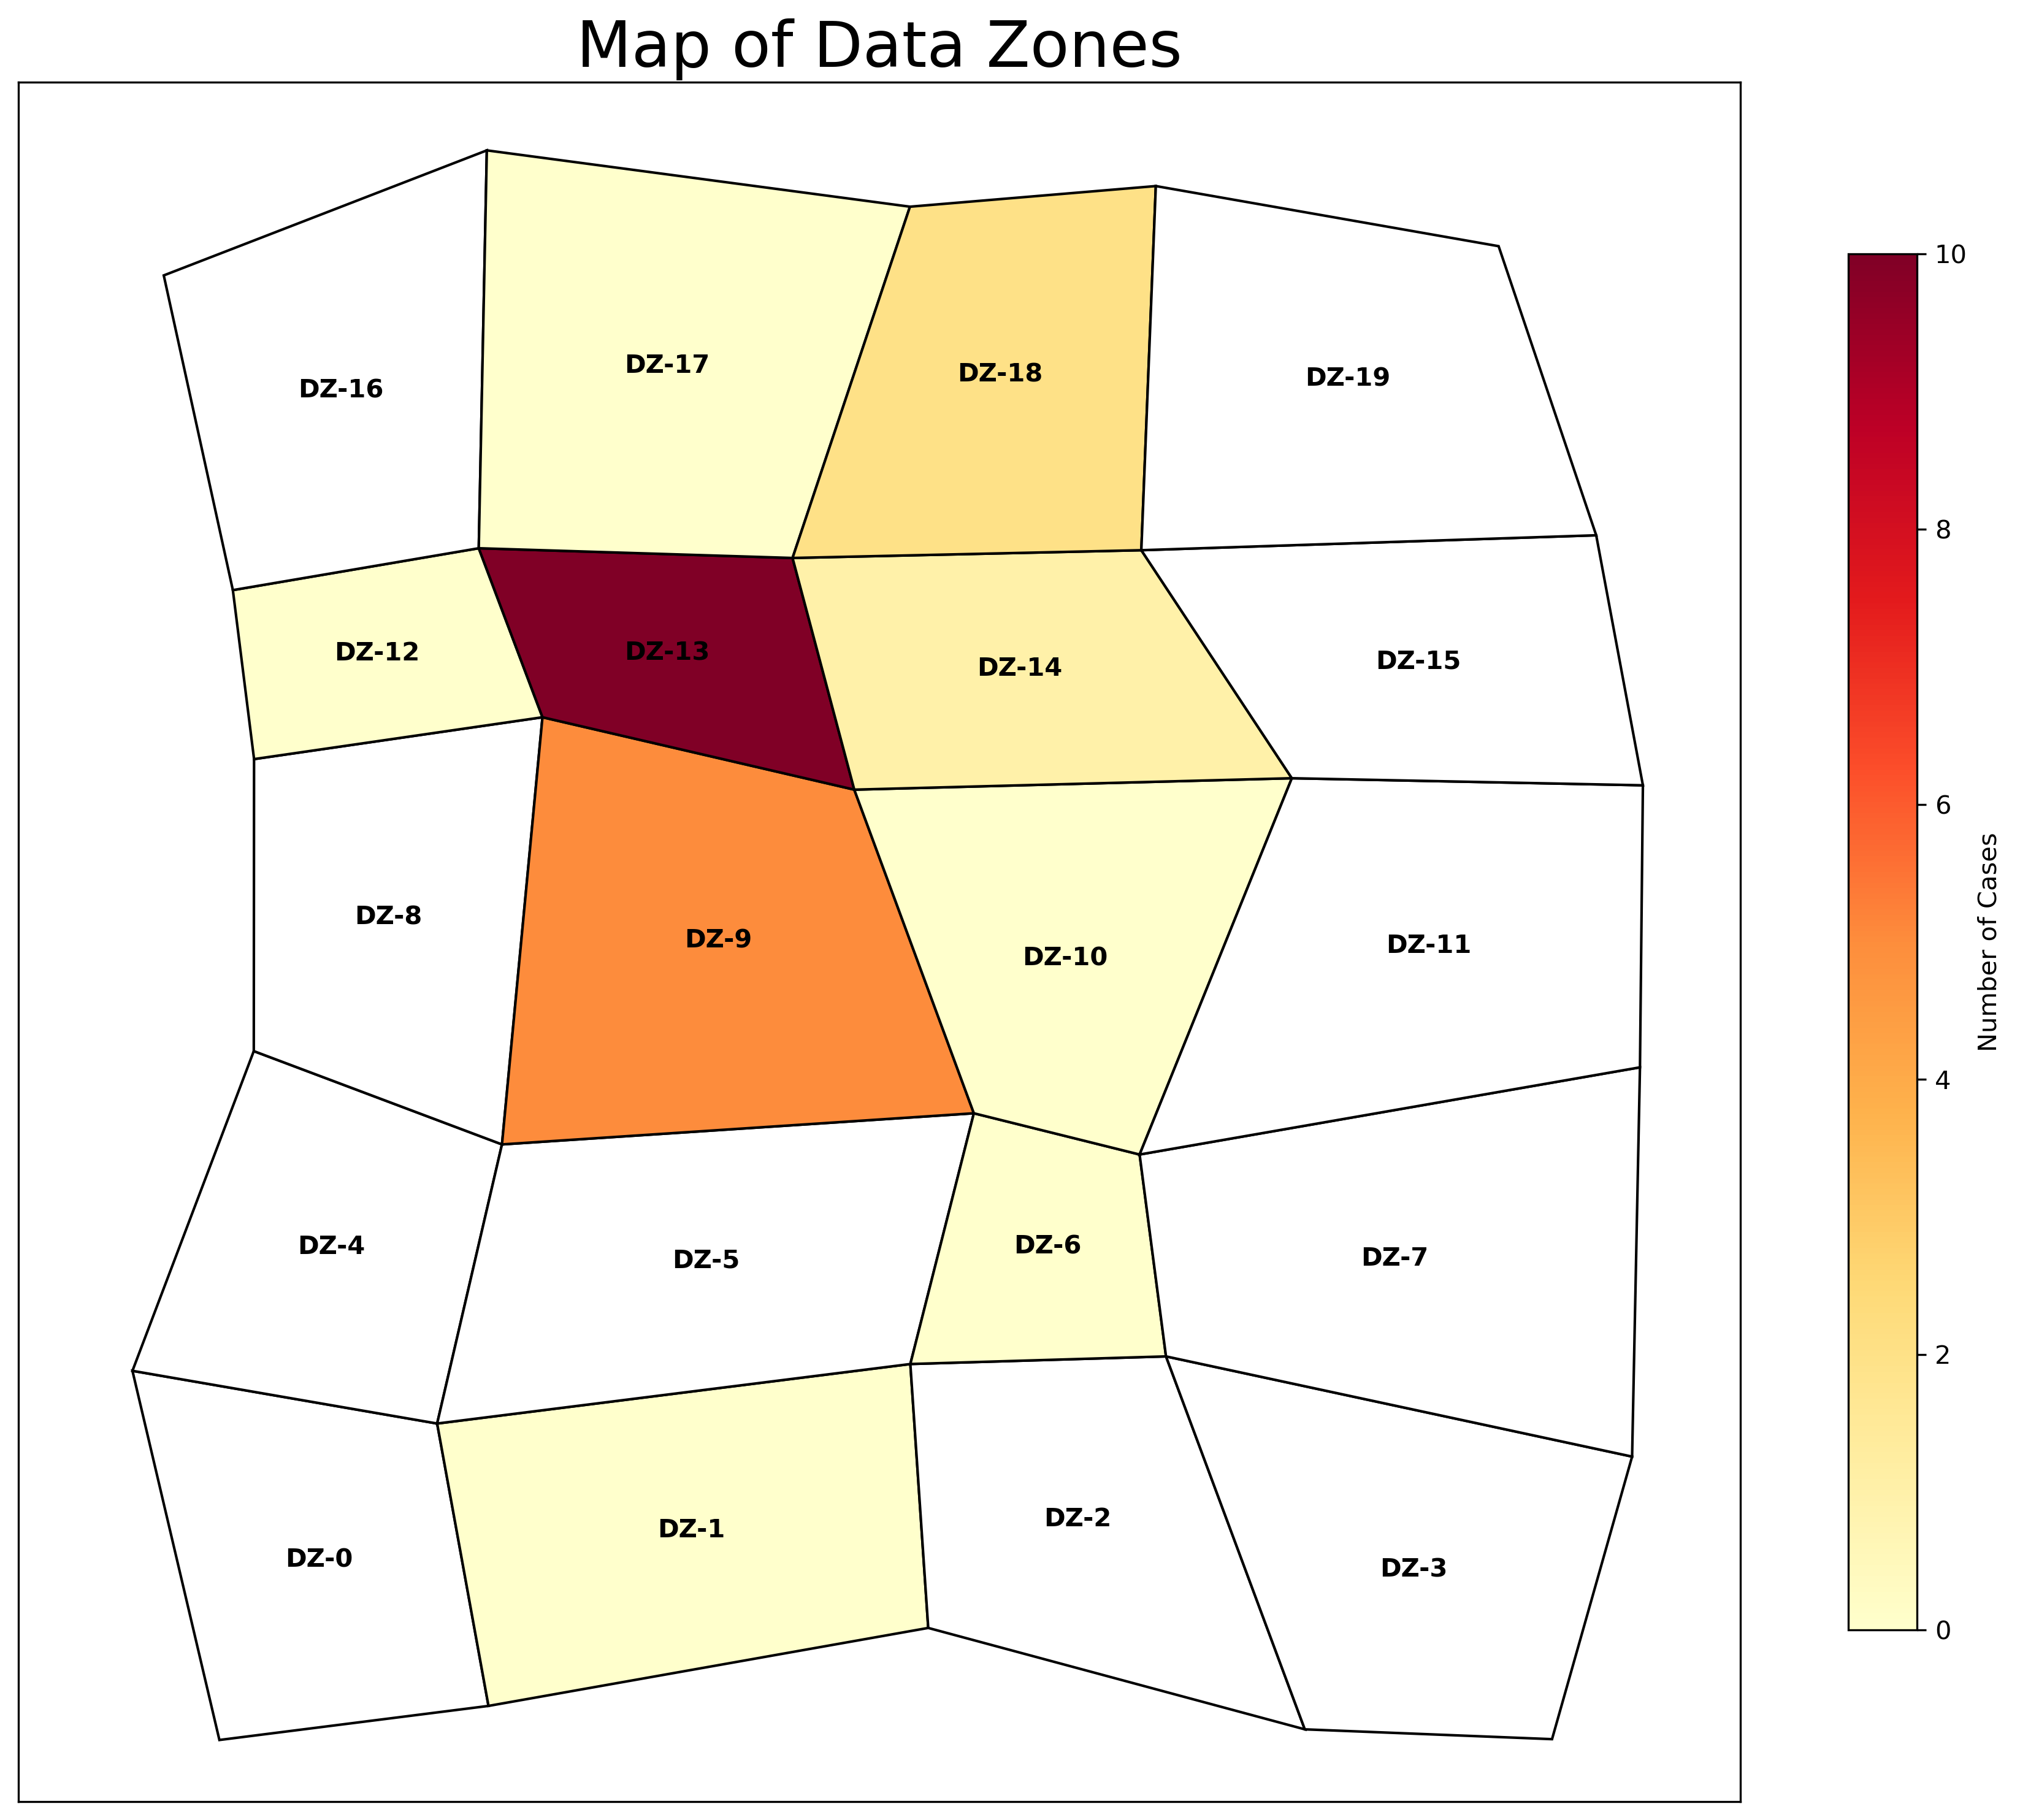 Map of Data Zones
DZ-16
DZ-17
DZ-18
DZ-19
DZ-12
DZ-13
DZ-14
DZ-15
DZ-8
DZ-9
DZ-10
DZ-11
DZ-4
DZ-5
DZ-6
DZ-7
DZ-0
DZ-1
DZ-2
DZ-3
10
8
6
4
2
0
Number of Cases